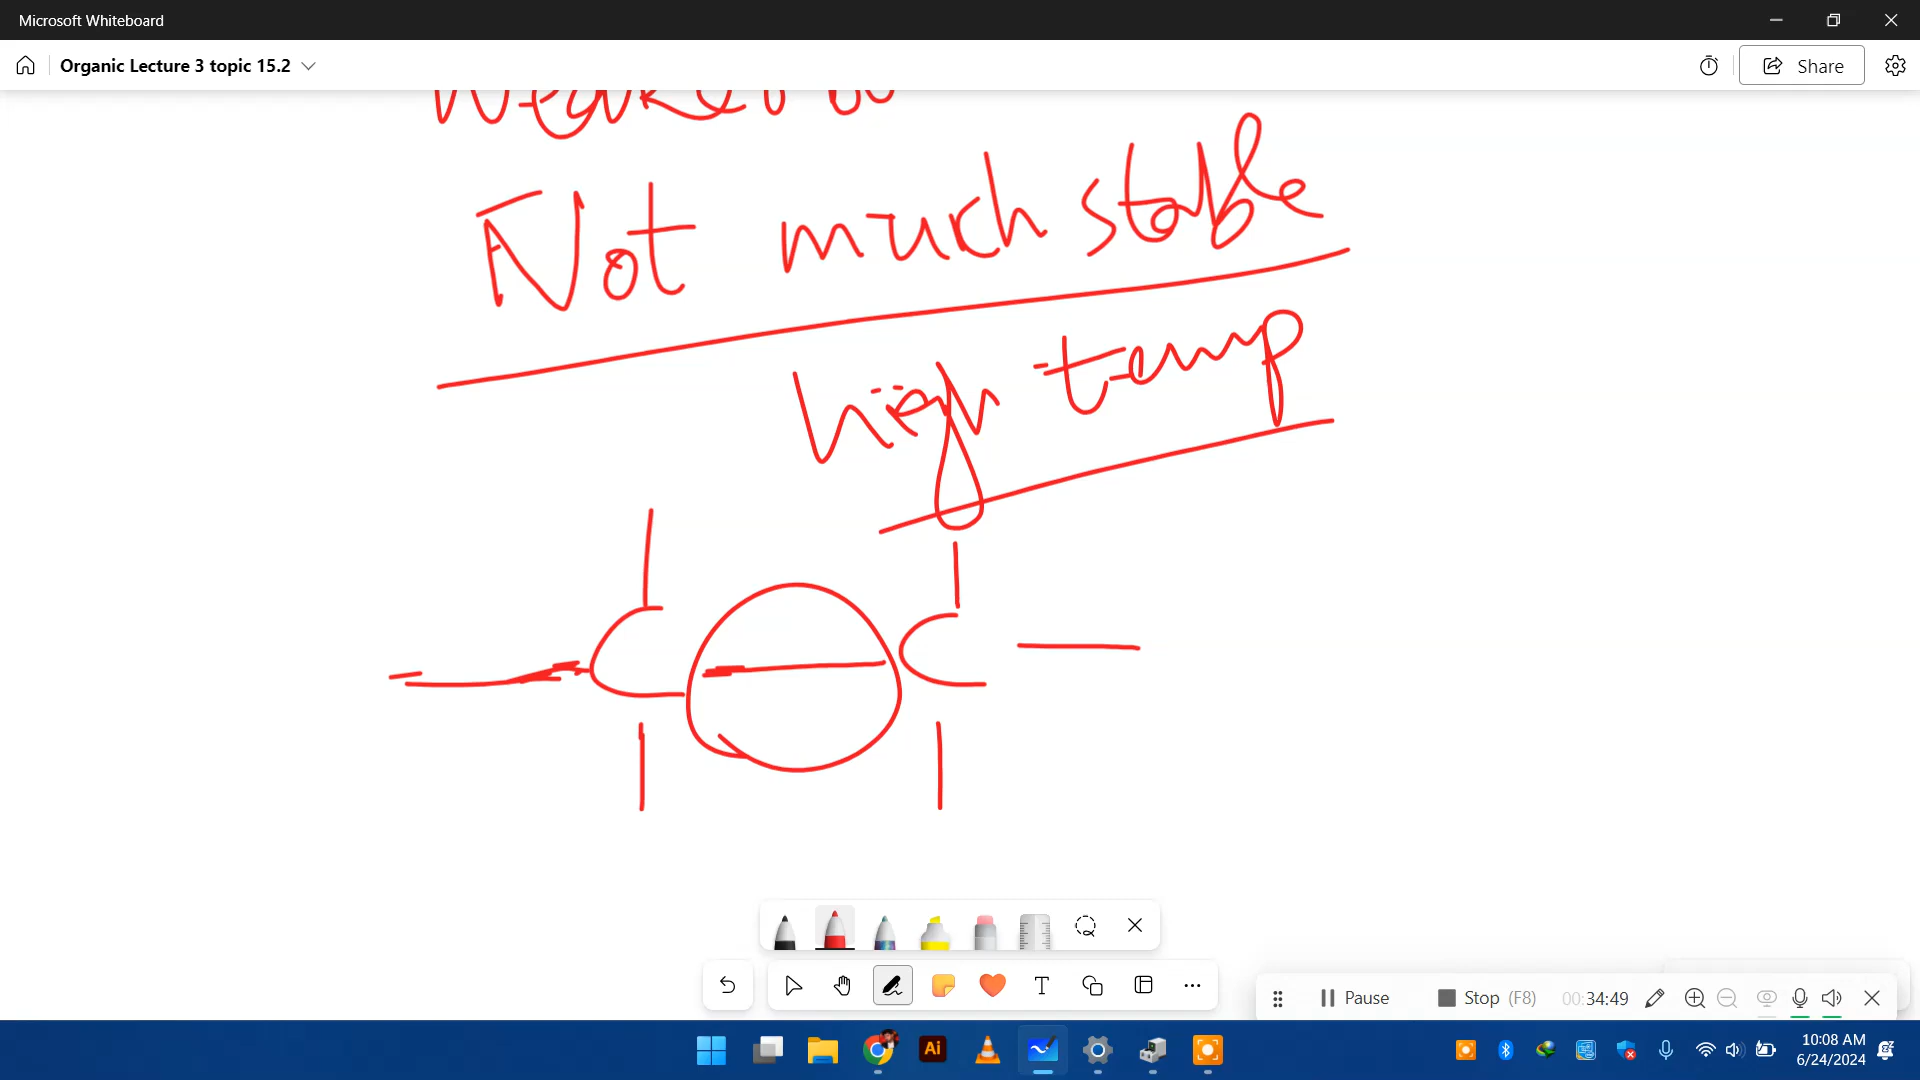 Microsoft Whiteboard
Organic Lecture 3 topic 15.2
Share
Not much stable
high temp
C C
T
Pause
Stop (F8)
00:34:49
Ai
10:08 AM
6/24/2024